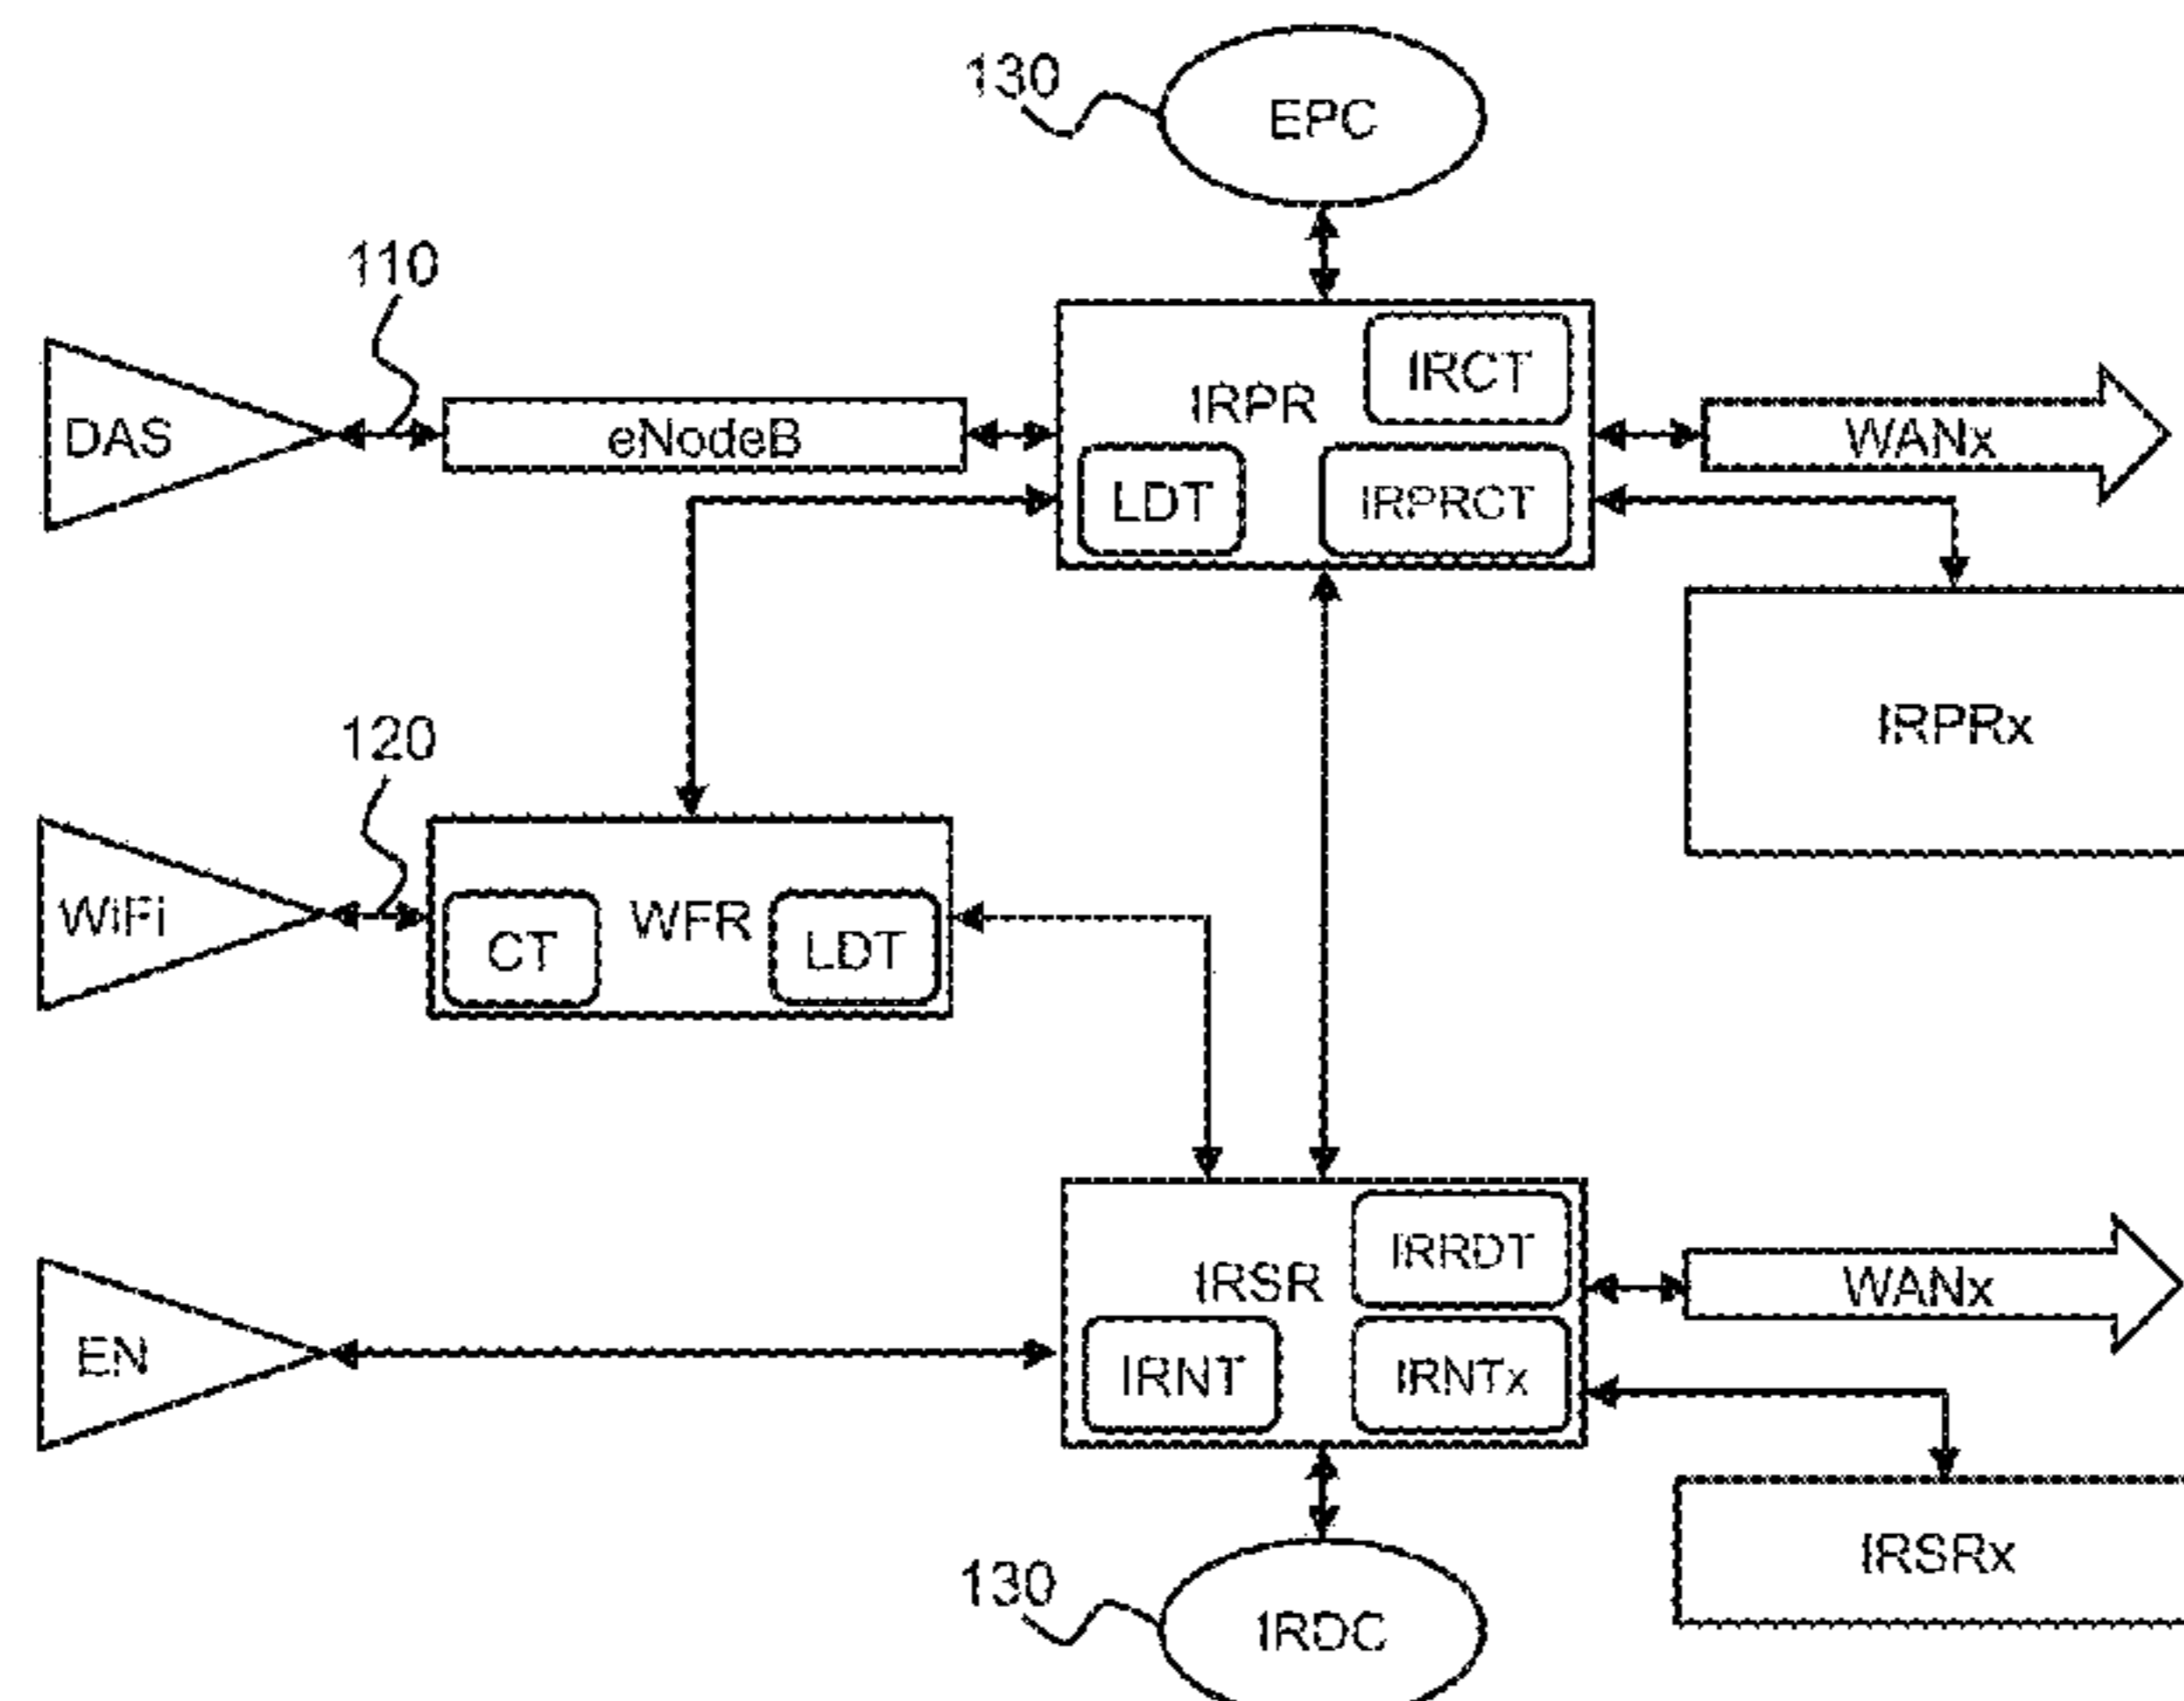 130
EPC
110
IRCT
IRPR
DAS
eNodeB
WANx
LDT
IRPRCT
IRPRx
120
WiFi
WFR
CT
LDT
IRRDT
IRSR
WANx
EN
IRNT
IRNTx
IRSRx
130
IRDC